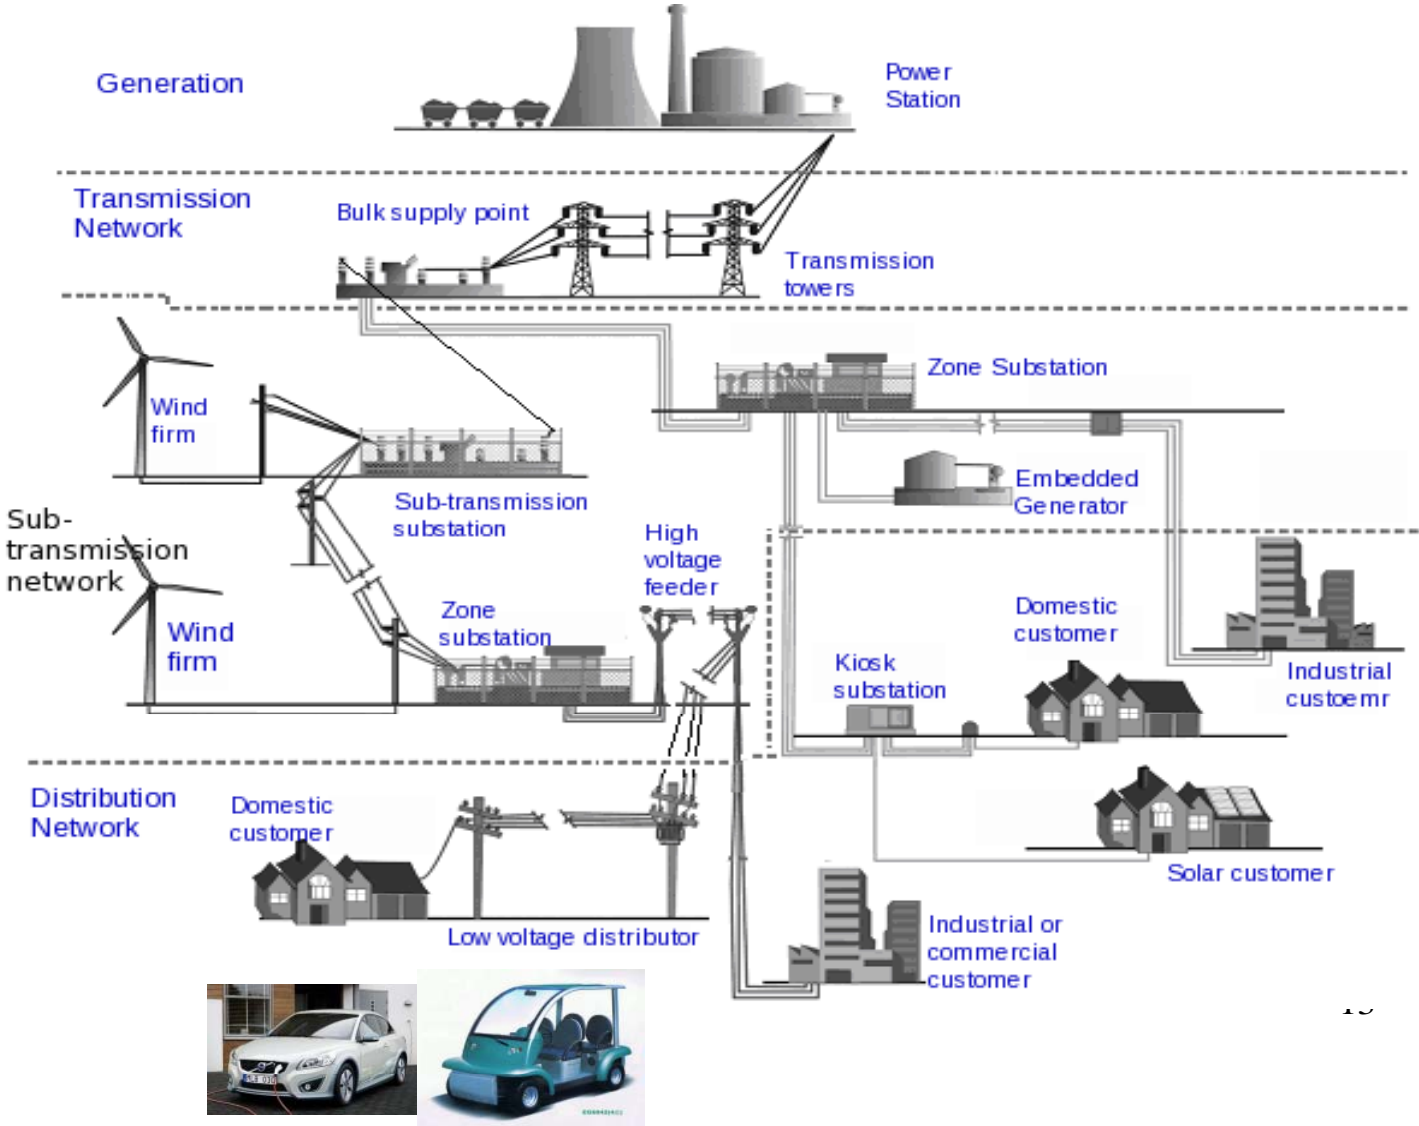 Generation
Power
Station
Transmission
Network
Bulk supply point
Transmission
towers
Zone Substation
Wind
firm
Sub-transmission
substation
Embedded
Generator
Sub-
transmission
network
High
voltage
feeder
Wind
firm
Zone
substation
Domestic
customer
Kiosk
substation
Industrial
custoemr
Distribution
Network
Domestic
customer
Solar customer
Low voltage distributor
Industrial or
commercial
customer